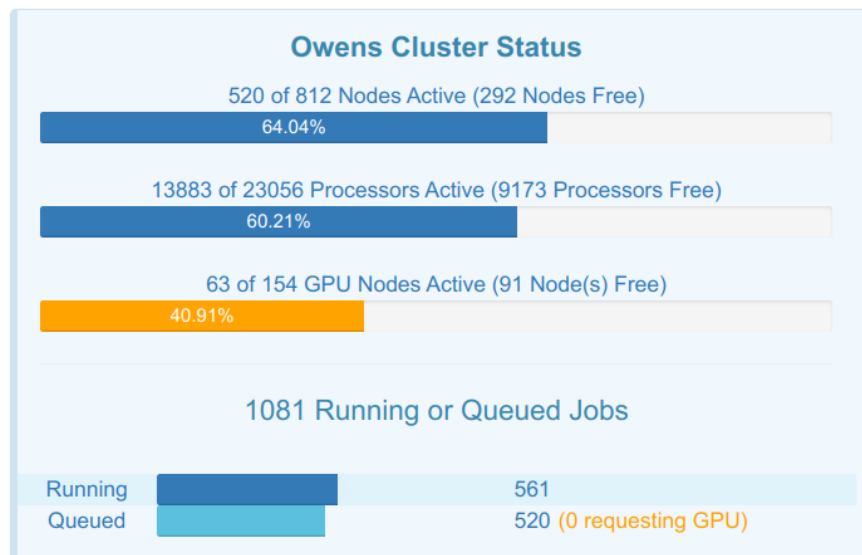 Owens Cluster Status
520 of 812 Nodes Active (292 Nodes Free)
64.04%
13883 of 23056 Processors Active (9173 Processors Free)
60.21%
63 of 154 GPU Nodes Active (91 Node(s) Free)
40.91%
1081 Running or Queued Jobs
Running 561
Queued 520 (0 requesting GPU)